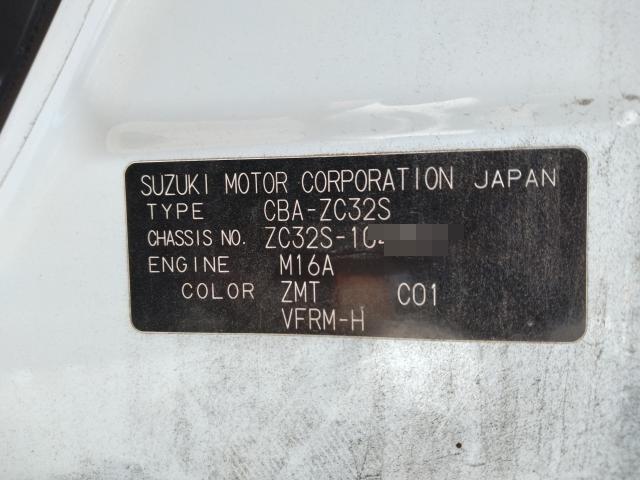 SUZUKI MOTOR CORPORATION JAPAN
TYPE CBA-ZC32S
CHASSIS NO. ZC32S-10
ENGINE M16A
COLOR ZMT C01
VFRM-H